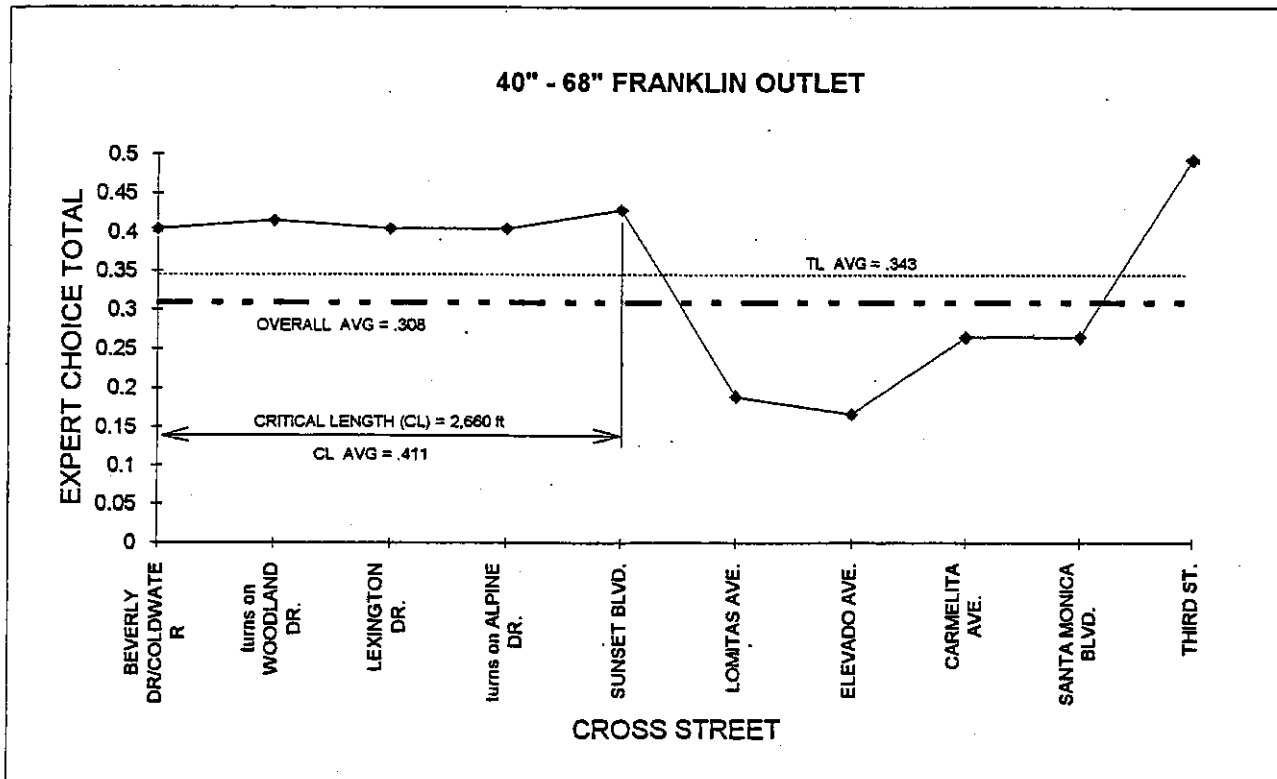 40" - 68" FRANKLIN OUTLET
EXPERT CHOICE TOTAL
0.5
0.45
0.4
0.35
0.3
0.25
0.2
0.15
0.1
0.05
0
TL AVG = .343
OVERALL AVG = .308
CRITICAL LENGTH (CL) = 2,660 ft
CL AVG = .411
BEVERLY
DR/COLDWATE
R
turns on
WOODLAND
DR.
LEXINGTON
DR.
turns on ALPINE
DR.
SUNSET BLVD.
LOMITAS AVE.
ELEVADO AVE.
CARMELITA
AVE.
SANTA MONICA
BLVD.
THIRD ST.
CROSS STREET